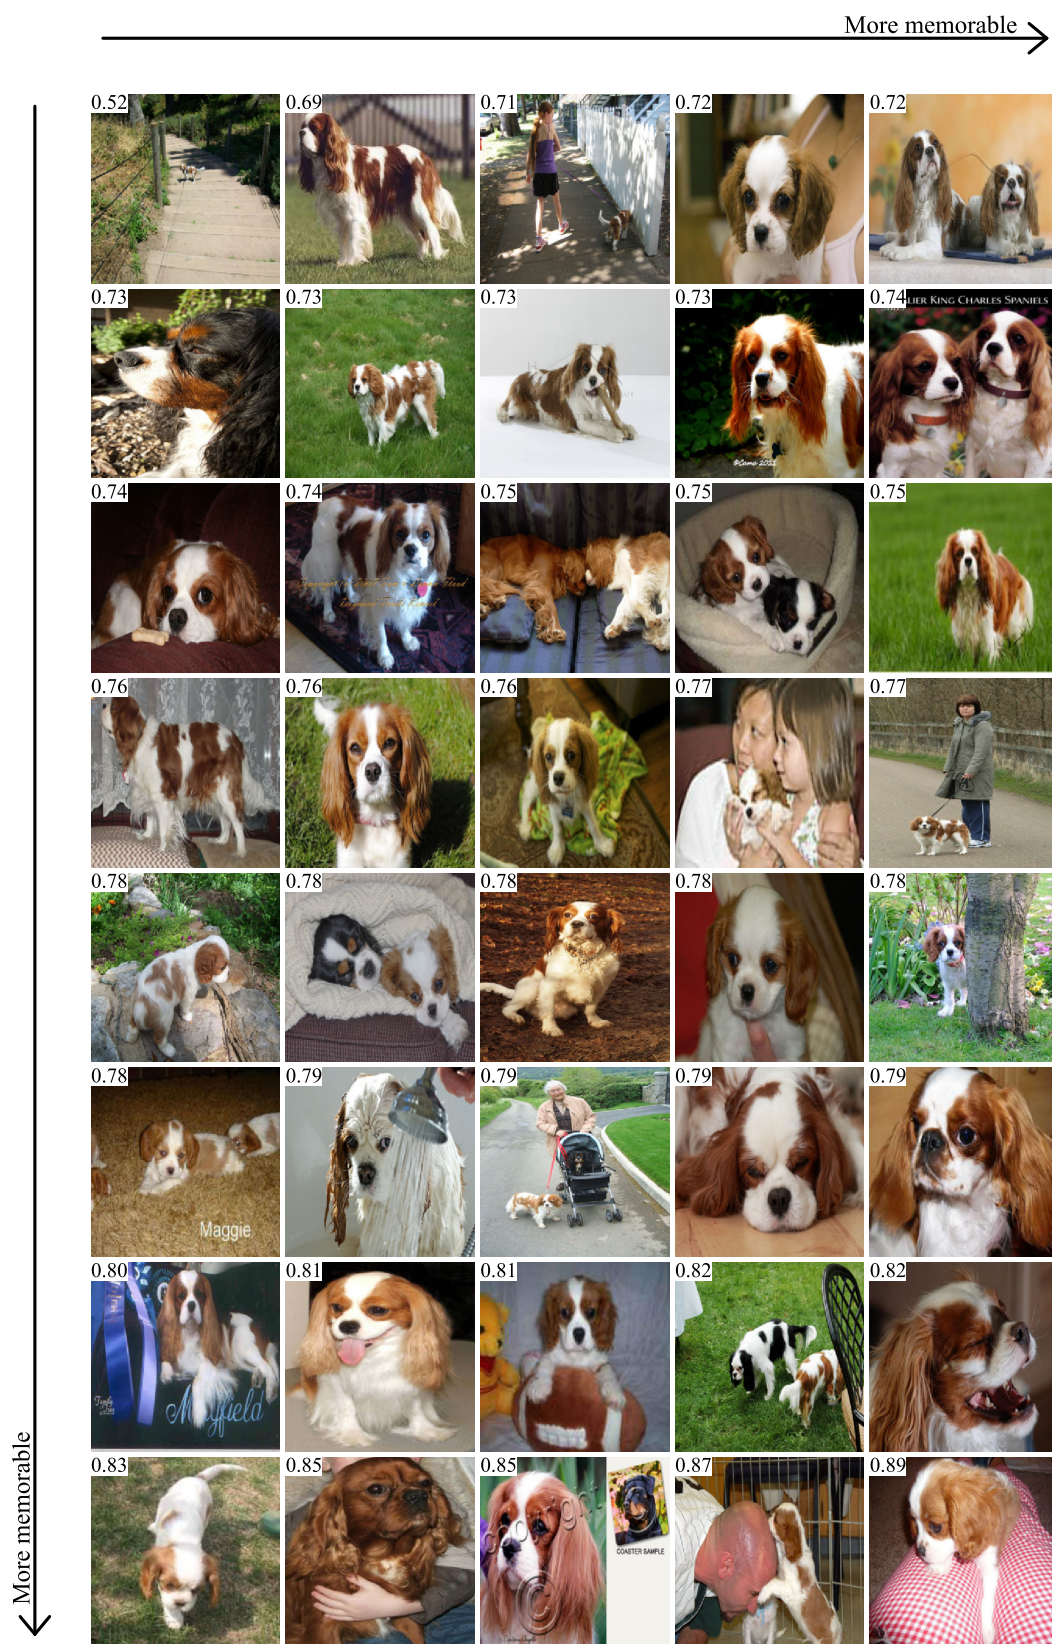 More memorable
0.52 0.69 0.71 0.72 0.72
0.73 0.73 0.73 0.73 0.74
LIER KING CHARLES SPANIELS
©Came 2011
0.74 0.74 0.75 0.75 0.75
0.76 0.76 0.76 0.77 0.77
0.78 0.78 0.78 0.78 0.78
0.78 0.79 0.79 0.79 0.79
Maggie
0.80 0.81 0.81 0.82 0.82
Mayfield
More memorable
0.83 0.85 0.85 0.87 0.89
COASTER SAMPLE
©